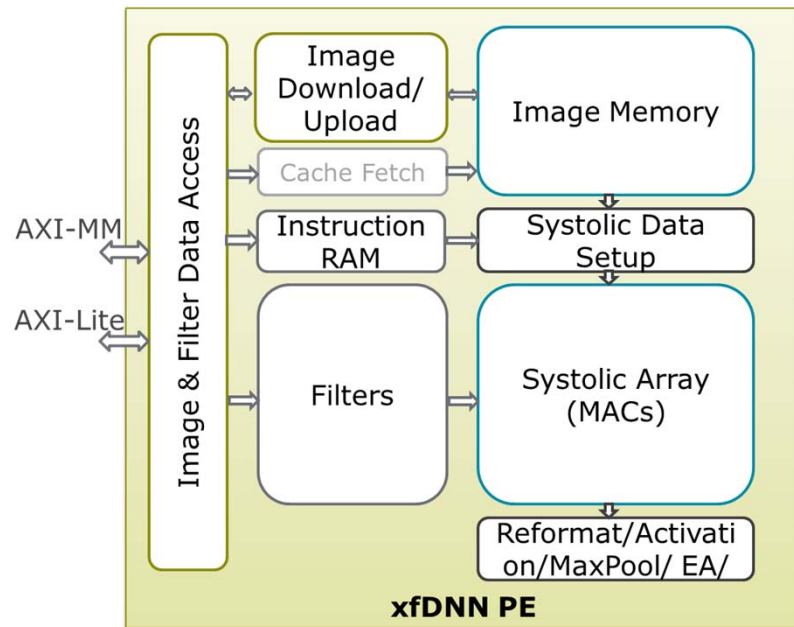 Image
Download/
Upload
Image Memory
Cache Fetch
Instruction
RAM
Systolic Data
Setup
AXI-MM
AXI-Lite
Image & Filter Data Access
Filters
Systolic Array
(MACs)
Reformat/Activati
on/MaxPool/ EA/
xfDNN PE